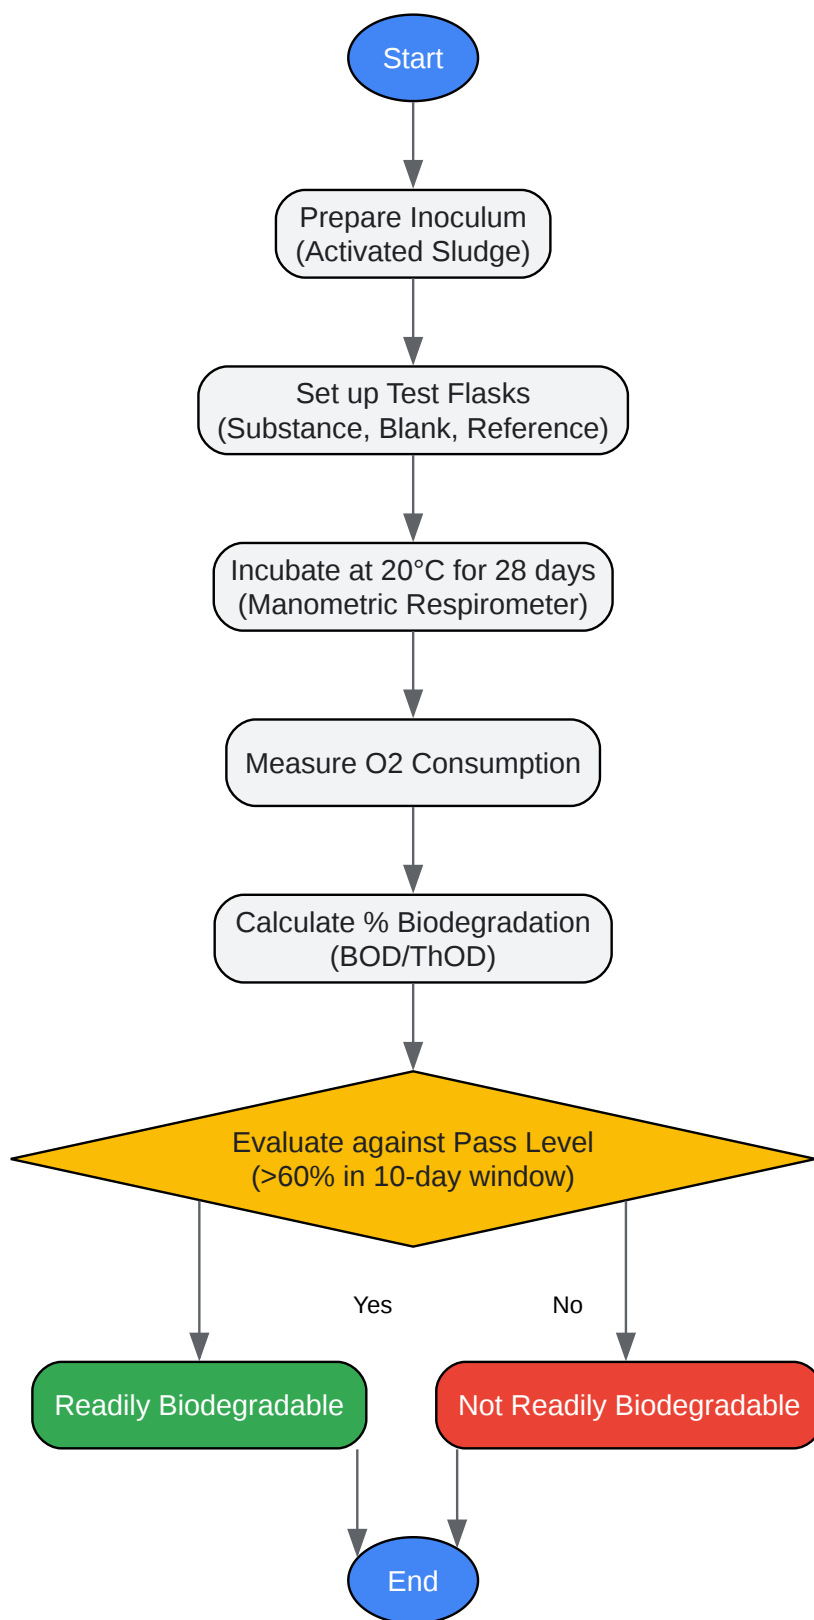 Start
Prepare Inoculum
(Activated Sludge)
Set up Test Flasks
(Substance, Blank, Reference)
Incubate at 20°C for 28 days
(Manometric Respirometer)
Measure O2 Consumption
Calculate % Biodegradation
(BOD/ThOD)
Evaluate against Pass Level
(>60% in 10-day window)
Yes
No
Readily Biodegradable
Not Readily Biodegradable
End